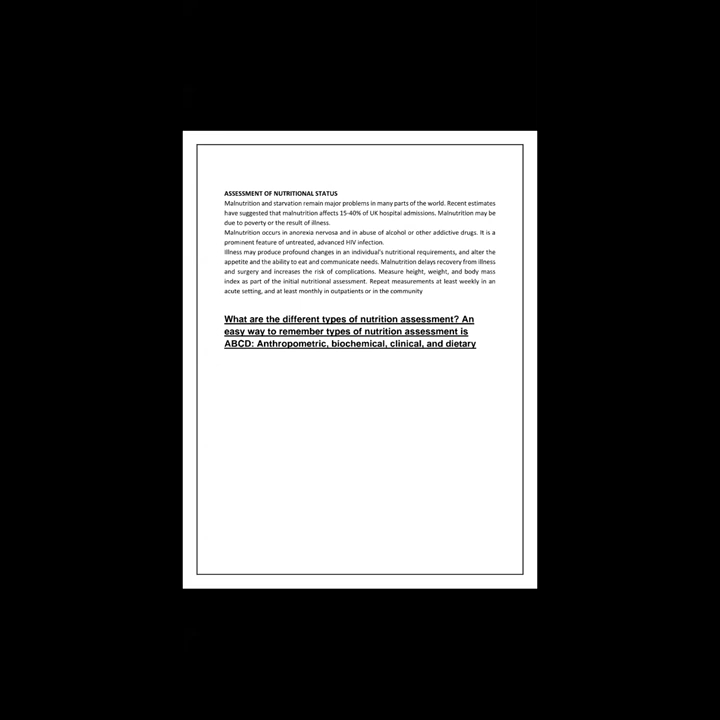 ASSESSMENT OF NUTRITIONAL STATUS
Malnutrition and starvation remain major problems in many parts of the world. Recent estimates
have suggested that malnutrition affects 15-40% of UK hospital admissions. Malnutrition may be
due to poverty or the result of illness.
Malnutrition occurs in anorexia nervosa and in abuse of alcohol or other addictive drugs. It is a
prominent feature of untreated, advanced HIV infection.
Illness may produce profound changes in an individual's nutritional requirements, and alter the
appetite and the ability to eat and communicate needs. Malnutrition delays recovery from illness
and surgery and increases the risk of complications. Measure height, weight, and body mass
index as part of the initial nutritional assessment. Repeat measurements at least weekly in an
acute setting, and at least monthly in outpatients or in the community
What are the different types of nutrition assessment? An
easy way to remember types of nutrition assessment is
ABCD: Anthropometric, biochemical, clinical, and dietary